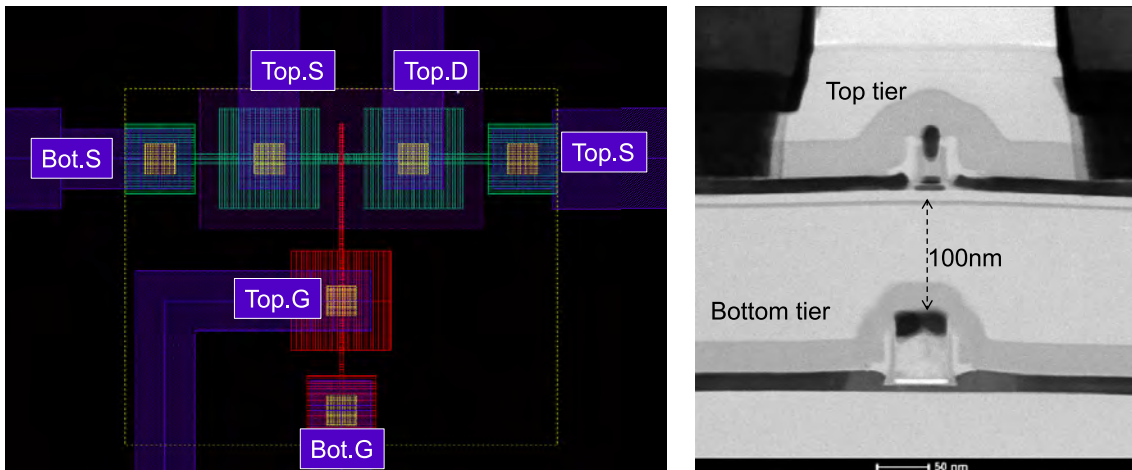 Top.S
Top.D
Bot.S
Top.S
Top.G
Bot.G
Top tier
100nm
Bottom tier
50 nm